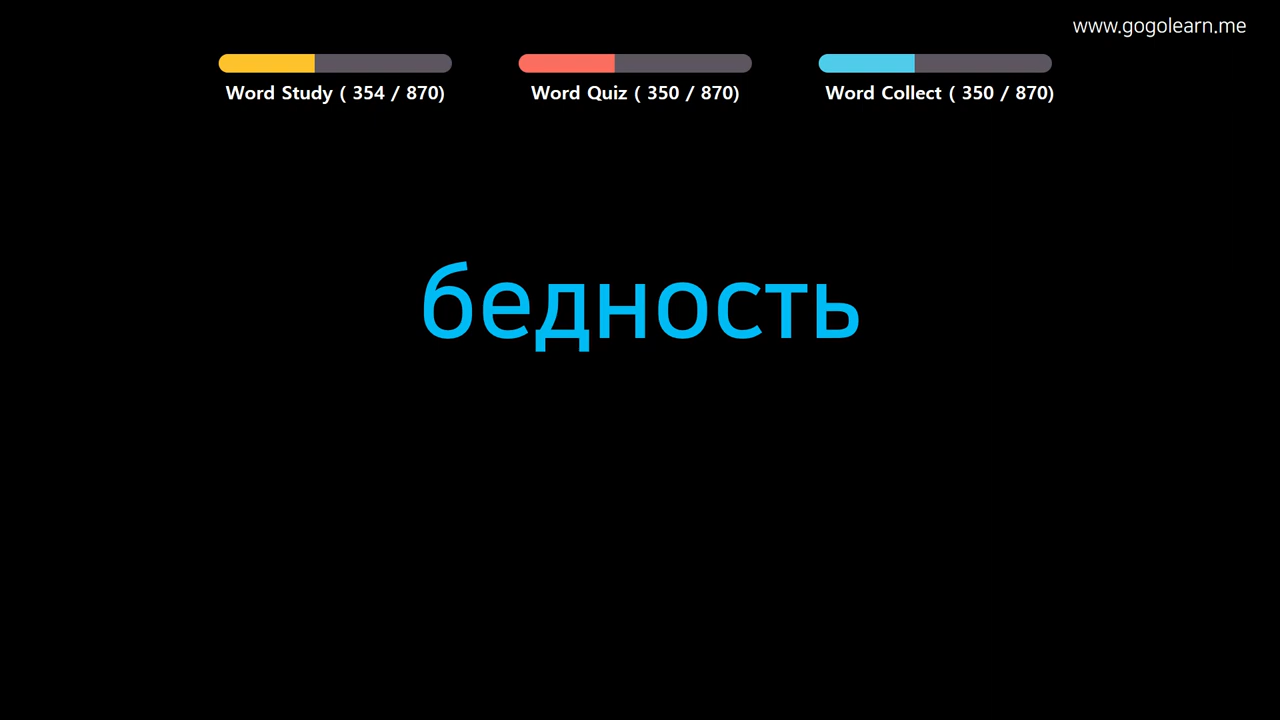 www.gogolearn.me
Word Study ( 354 / 870)
Word Quiz ( 350 / 870)
Word Collect ( 350 / 870)
бедность